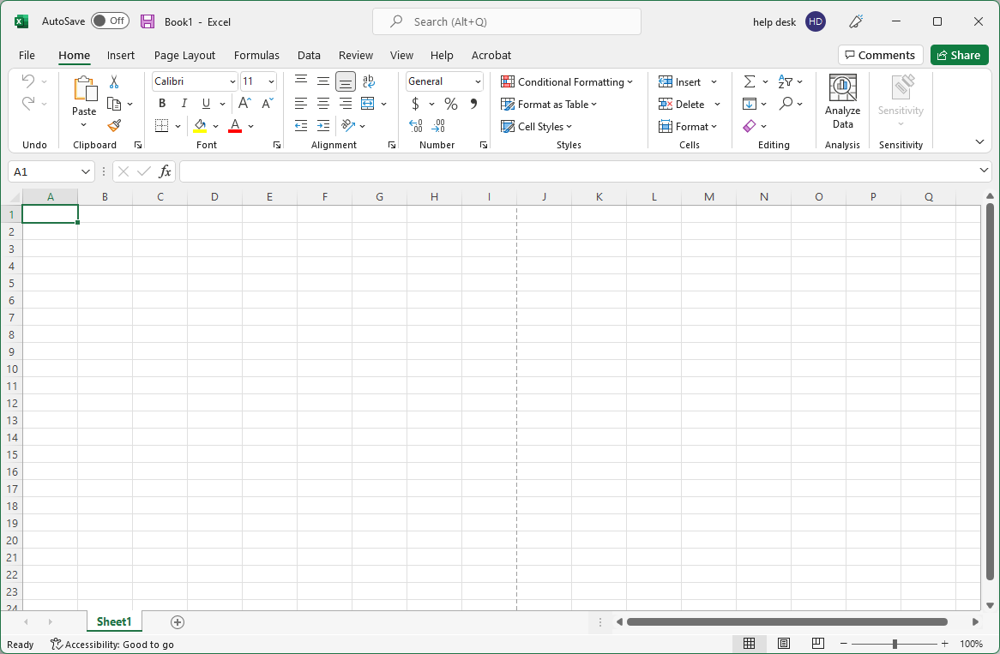 AutoSave Off Book1 - Excel Search (Alt+Q) help desk HD
File Home Insert Page Layout Formulas Data Review View Help Acrobat Comments Share
Calibri 11 ab General Conditional Formatting Insert
Paste B I U A A $ % Format as Table Delete Analyze Data Sensitivity
A Cell Styles Format
Undo Clipboard Font Alignment Number Styles Cells Editing Analysis Sensitivity
A1 fx
A B C D E F G H I J K L M N O P Q
1
2
3
4
5
6
7
8
9
10
11
12
13
14
15
16
17
18
19
20
21
22
23
24
Sheet1
Ready Accessibility: Good to go 100%